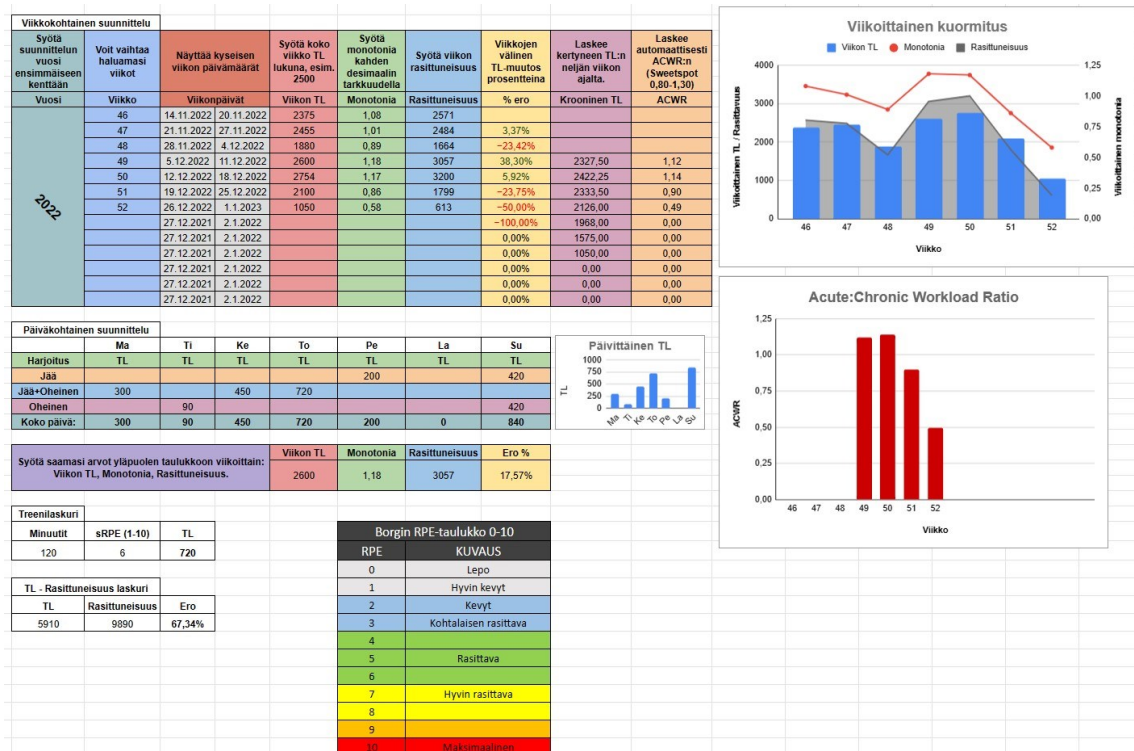 Viikkokohtainen suunnittelu
Syötä suunnittelun vuosi ensimmäiseen kenttään
Voit vaihtaa haluamasi viikot
Näyttää kyseisen viikon päivämäärät
Syötä koko viikko TL lukuna, esim. 2500
Syötä monotonia kahden desimaalin tarkkuudella
Syötä viikon rasittuneisuus
Viikkojen välinen TL-muutos prosentteina
Laskee kertyneen TL:n neljän viikon ajalta.
Laskee automaattisesti ACWR:n (Sweetspot 0,80-1,30)
Vuosi Viikko Viikonpäivät Viikon TL Monotonia Rasittuneisuus % ero Krooninen TL ACWR
2022
46 14.11.2022 20.11.2022 2375 1,08 2571
47 21.11.2022 27.11.2022 2455 1,01 2484 3,37%
48 28.11.2022 4.12.2022 1880 0,89 1664 −23,42%
49 5.12.2022 11.12.2022 2600 1,18 3057 38,30% 2327,50 1,12
50 12.12.2022 18.12.2022 2754 1,17 3200 5,92% 2422,25 1,14
51 19.12.2022 25.12.2022 2100 0,86 1799 −23,75% 2333,50 0,90
52 26.12.2022 1.1.2023 1050 0,58 613 −50,00% 2126,00 0,49
27.12.2021 2.1.2022 −100,00% 1968,00 0,00
27.12.2021 2.1.2022 0,00% 1575,00 0,00
27.12.2021 2.1.2022 0,00% 1050,00 0,00
27.12.2021 2.1.2022 0,00% 0,00 0,00
27.12.2021 2.1.2022 0,00% 0,00 0,00
27.12.2021 2.1.2022 0,00% 0,00 0,00
Viikoittainen kuormitus
Viikon TL Monotonia Rasittuneisuus
Viikoittainen TL / Rasittavuus
4000
3000
2000
1000
0
1,25
1,00
0,75
0,50
0,25
0,00
Viikoittainen monotonia
46 47 48 49 50 51 52
Viikko
Acute:Chronic Workload Ratio
ACWR
1,25
1,00
0,75
0,50
0,25
0,00
46 47 48 49 50 51 52
Viikko
Päiväkohtainen suunnittelu
Ma Ti Ke To Pe La Su
Harjoitus TL TL TL TL TL TL TL
Jää 200 420
Jää+Oheinen 300 450 720
Oheinen 90 420
Koko päivä: 300 90 450 720 200 0 840
Päivittäinen TL
TL
1000
750
500
250
0
Ma Ti Ke To Pe La Su
Syötä saamasi arvot yläpuolen taulukkoon viikoittain: Viikon TL, Monotonia, Rasittuneisuus.
Viikon TL Monotonia Rasittuneisuus Ero %
2600 1,18 3057 17,57%
Treenilaskuri
Minuutit sRPE (1-10) TL
120 6 720
TL - Rasittuneisuus laskuri
TL Rasittuneisuus Ero
5910 9890 67,34%
Borgin RPE-taulukko 0-10
RPE KUVAUS
0 Lepo
1 Hyvin kevyt
2 Kevyt
3 Kohtalaisen rasittava
4
5 Rasittava
6
7 Hyvin rasittava
8
9
10 Maksimaalinen